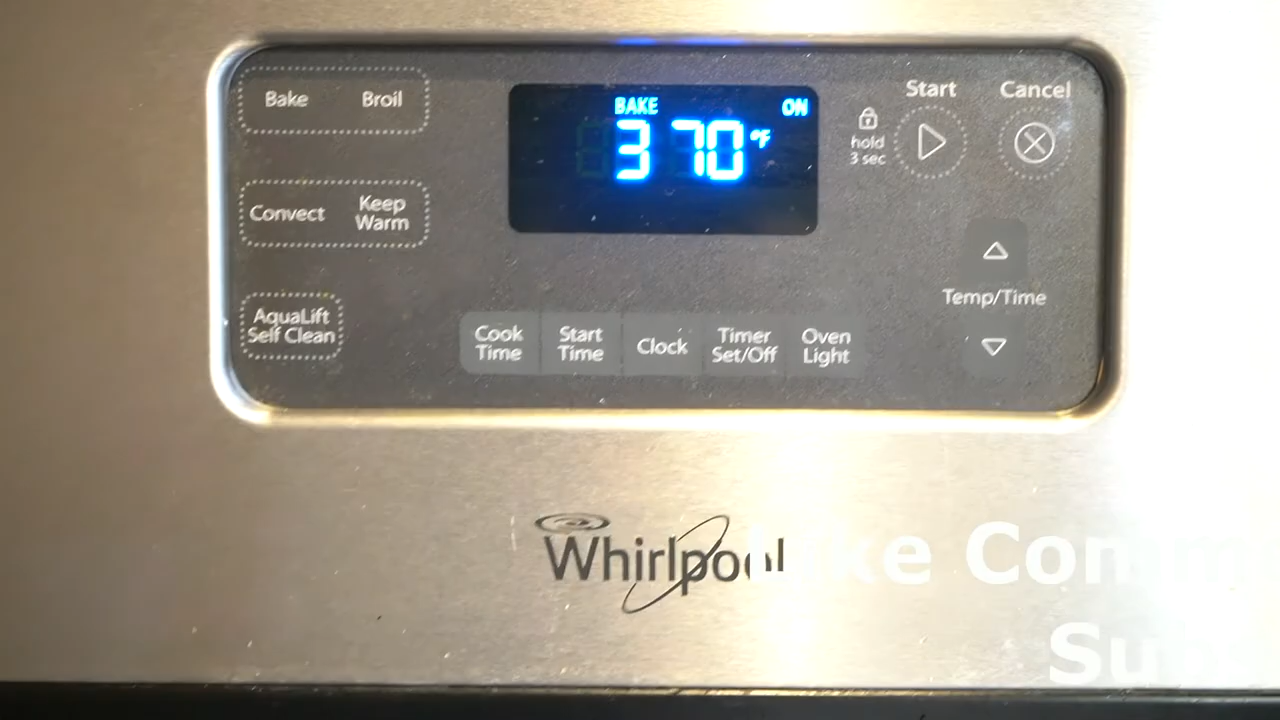 Bake Broil
BAKE ON
370 °F
Start Cancel
hold
3 sec
Convect Keep Warm
Temp/Time
AquaLift
Self Clean
Cook Time
Start Time
Clock
Timer Set/Off
Oven Light
Whirlpool